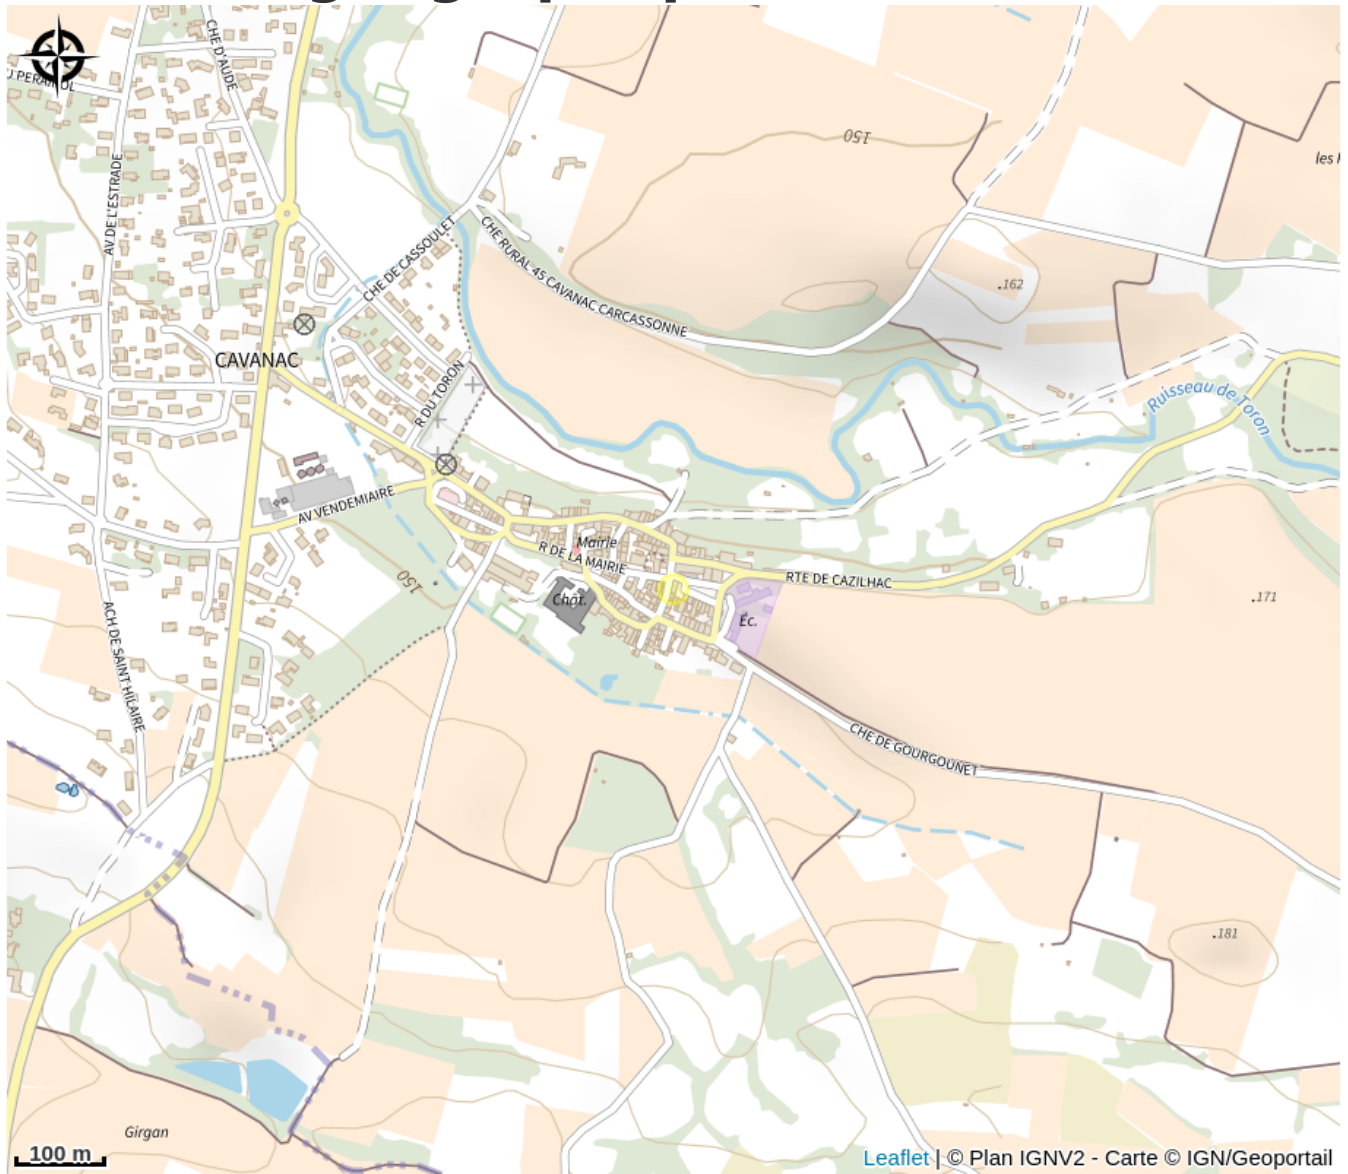 CHE D'AUDE
AV DE L'ESTRADE
150
les
CHE DE CASSOULET
CHE RURAL 45 CAVANAC CARCASSONNE
.162
CAVANAC
R DU TORON
Ruisseau de Toron
AV VENDEMIAIRE
Mairie
R DE LA MAIRIE
150
Chât.
RTE DE CAZILHAC
Éc.
.171
ACH DE SAINT HILAIRE
CHE DE GOURGOUNET
.181
Girgan
100 m
Leaflet | © Plan IGNV2 - Carte © IGN/Geoportail